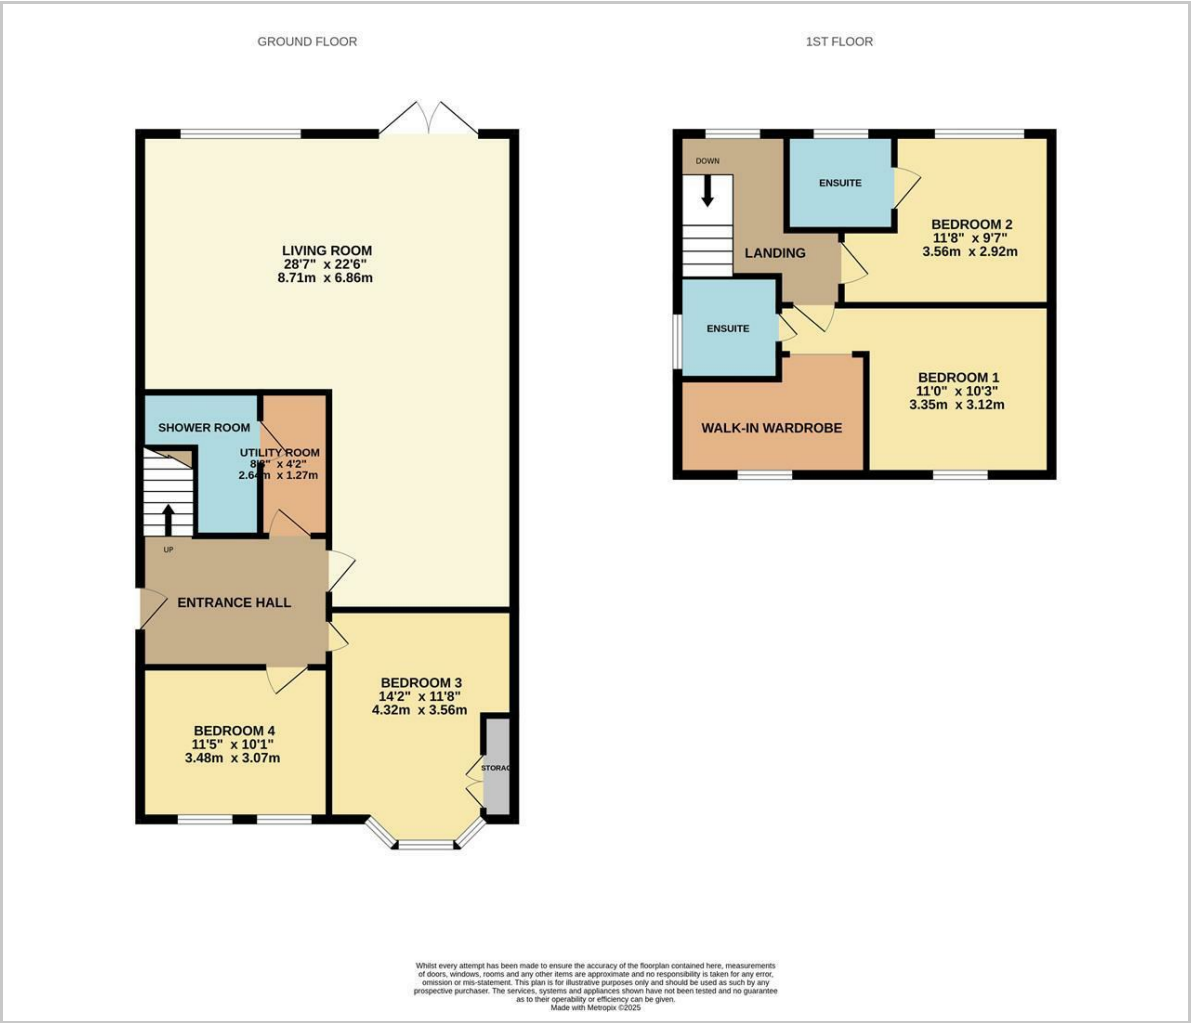 GROUND FLOOR
1ST FLOOR
LIVING ROOM
28'7" x 22'6"
8.71m x 6.86m
SHOWER ROOM
UTILITY ROOM
8'8" x 4'2"
2.64m x 1.27m
UP
ENTRANCE HALL
BEDROOM 3
14'2" x 11'8"
4.32m x 3.56m
BEDROOM 4
11'5" x 10'1"
3.48m x 3.07m
STORAG
DOWN
ENSUITE
BEDROOM 2
11'8" x 9'7"
3.56m x 2.92m
LANDING
ENSUITE
BEDROOM 1
11'0" x 10'3"
3.35m x 3.12m
WALK-IN WARDROBE
Whilst every attempt has been made to ensure the accuracy of the floorplan contained here, measurements
of doors, windows, rooms and any other items are approximate and no responsibility is taken for any error,
omission or mis-statement. This plan is for illustrative purposes only and should be used as such by any
prospective purchaser. The services, systems and appliances shown have not been tested and no guarantee
as to their operability or efficiency can be given.
Made with Metropix ©2025